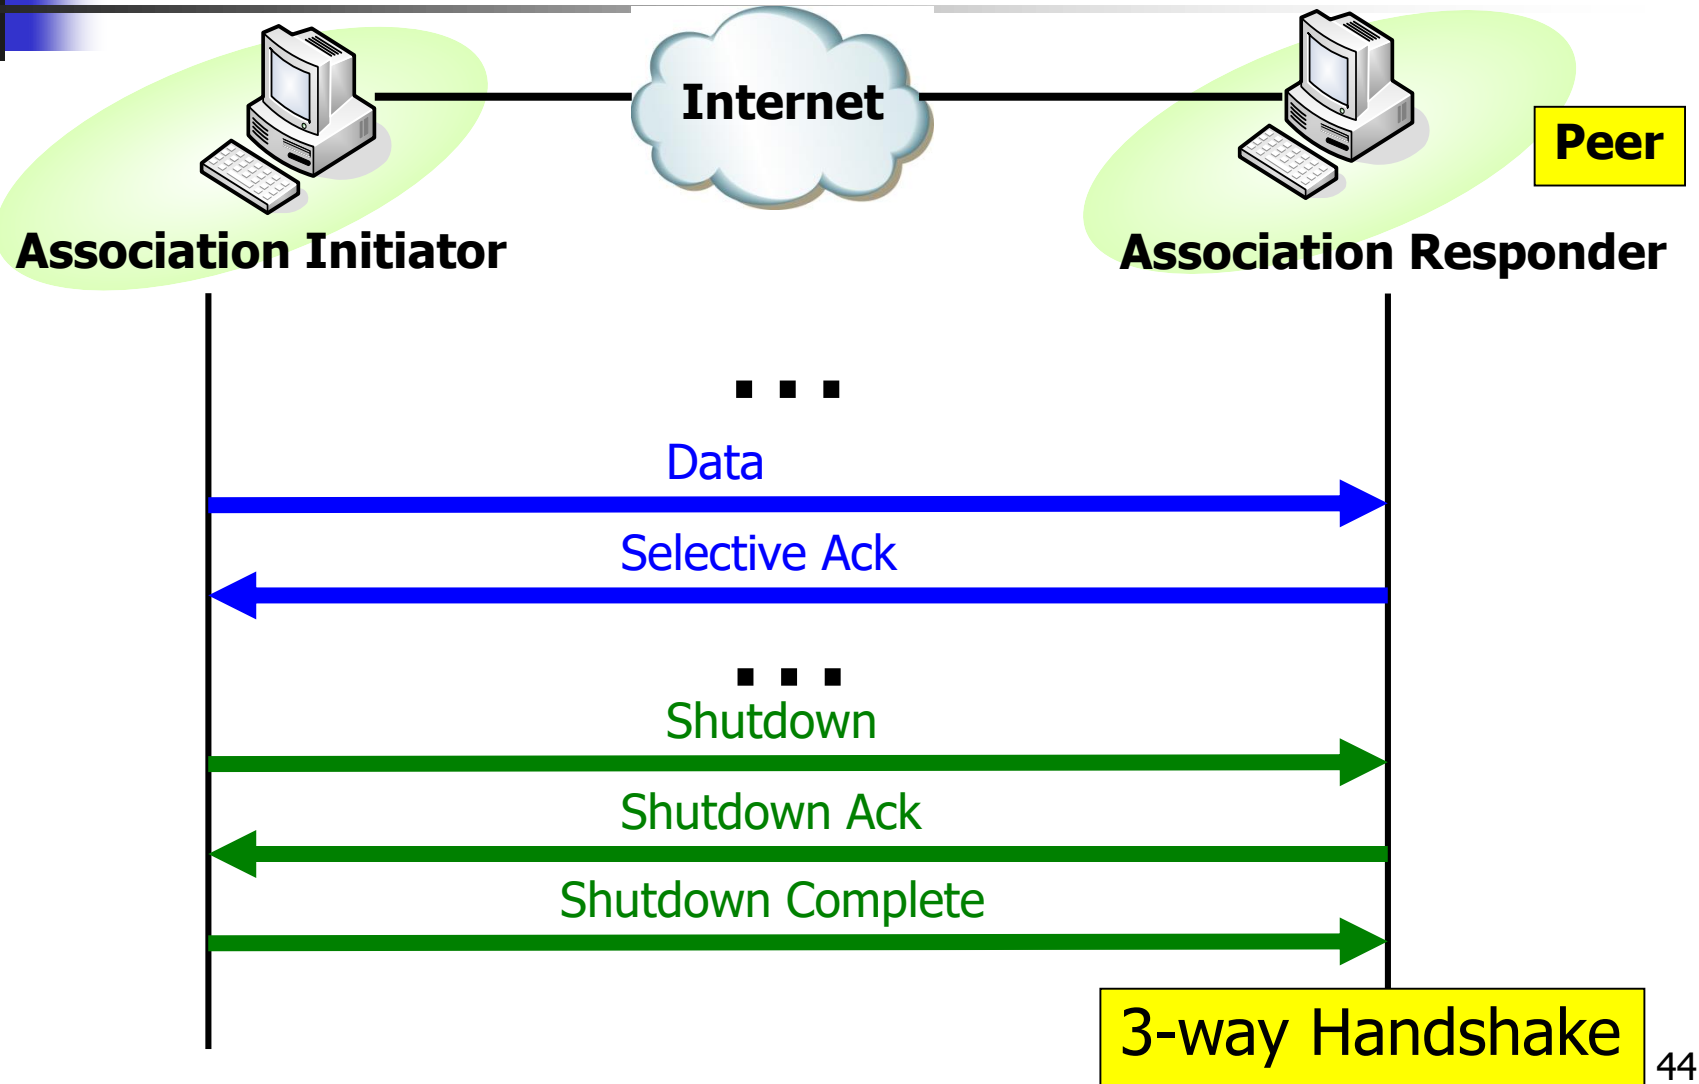 Internet
Peer
Association Initiator
Association Responder
...
Data
Selective Ack
...
Shutdown
Shutdown Ack
Shutdown Complete
3-way Handshake
44